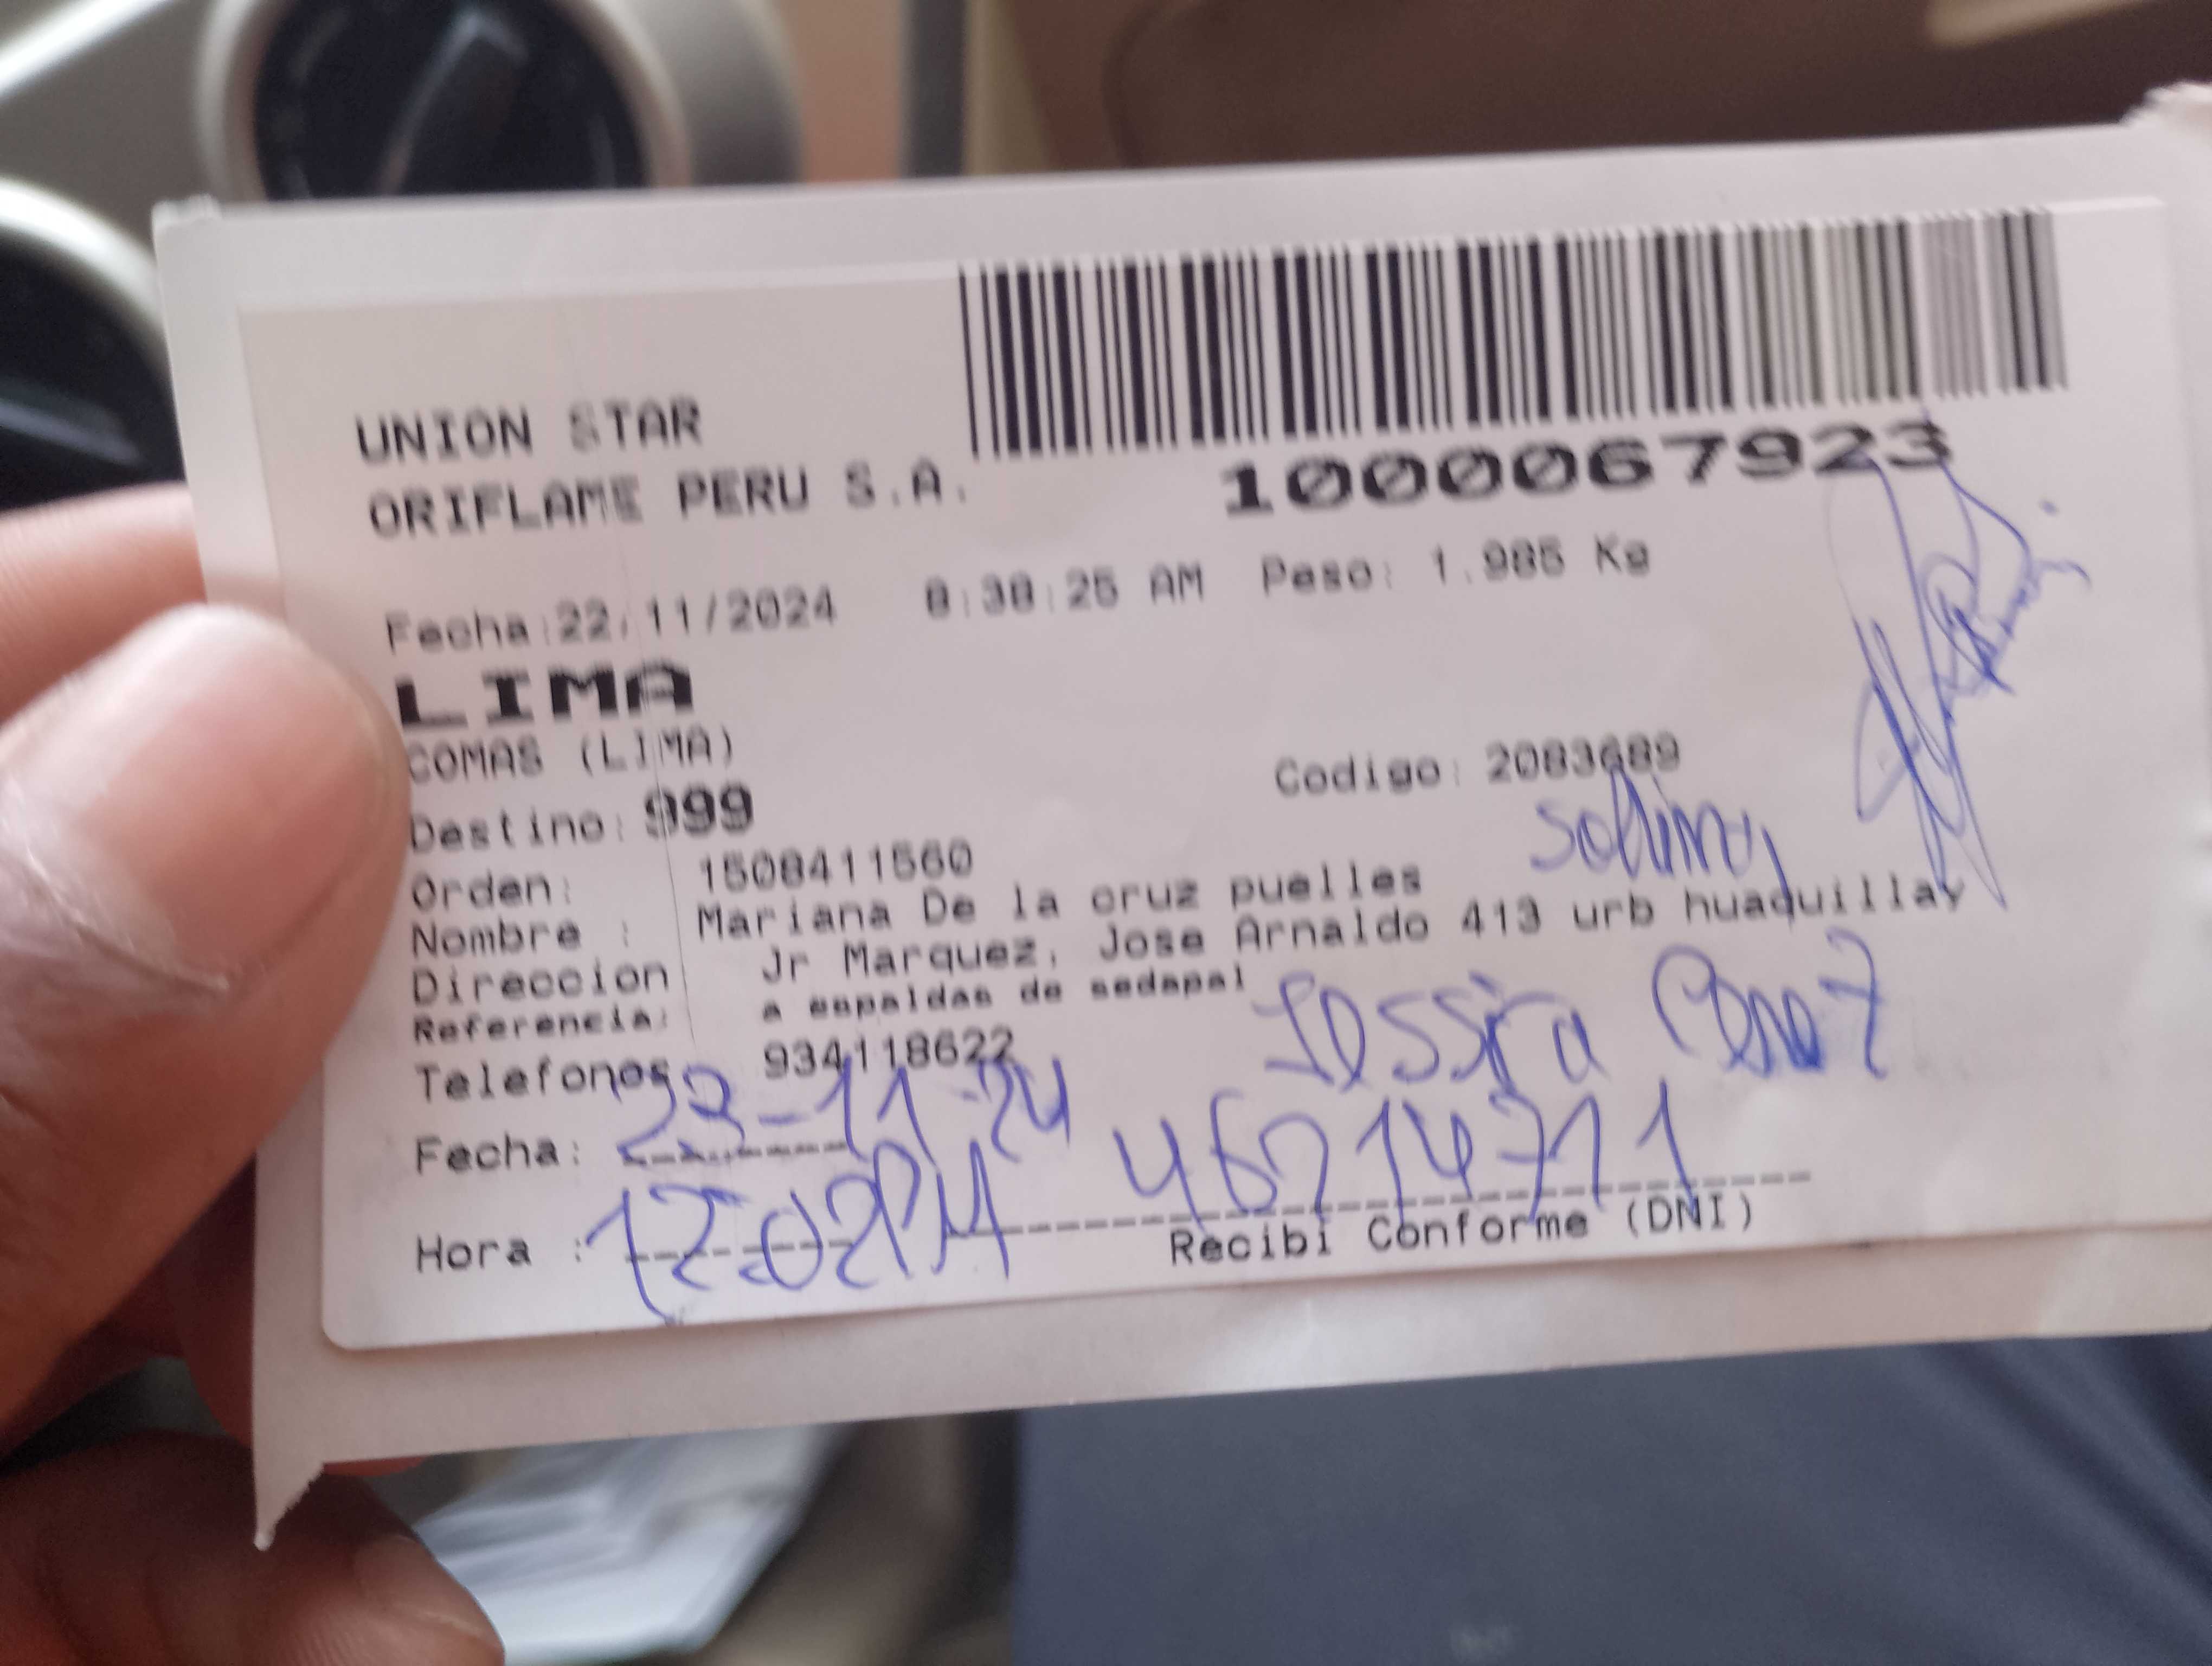 UNION STAR
ORIFLAME PERU S.A.
1000067923
Fecha:22/11/2024 8:30:25 AM Peso: 1.985 Kg
LIMA
COMAS (LIMA)
Codigo: 2083689
Destino: 999
Orden: 1508411560
Nombre : Mariana De la cruz puelles
Direccion Jr Marquez, Jose Arnaldo 413 urb huaquillay
Referencia: a espaldas de sedapal
Telefonos 934118622
Fecha: 23-11-24
Hora : 12:02PM
Recibi Conforme (DNI)